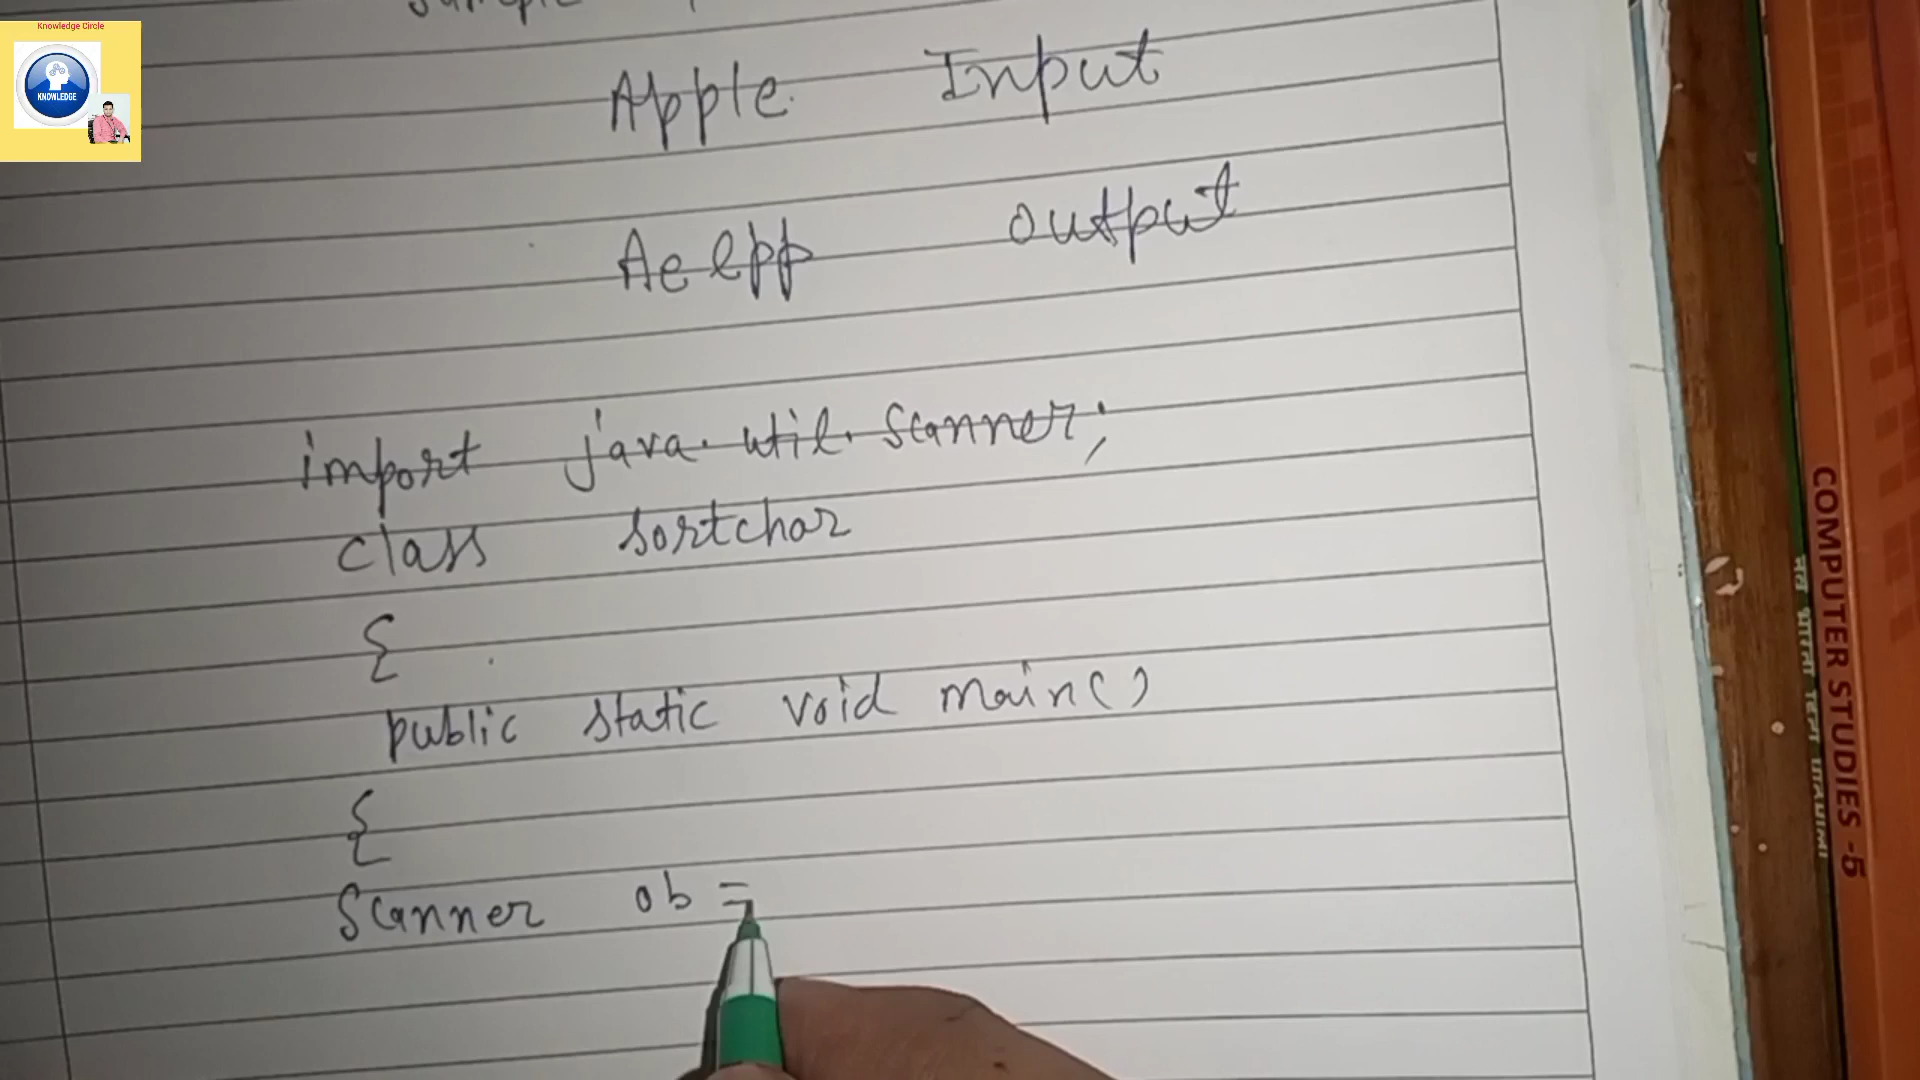 Knowledge Circle
KNOWLEDGE
Sample
Apple Input
Aelpp output
import java.util.Scanner;
class sortchar
{
public static void main()
{
Scanner ob =
COMPUTER STUDIES -5